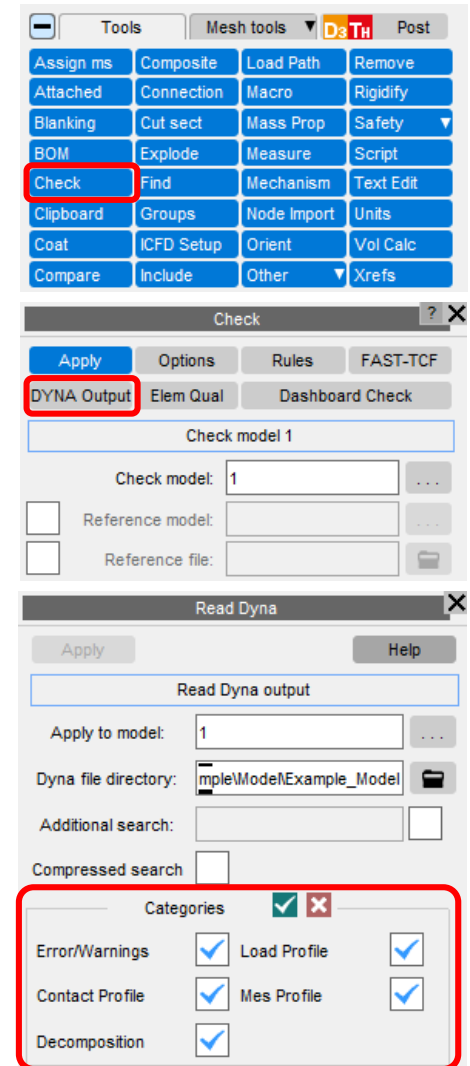 Tools Mesh tools ▼ D3 TH Post
Assign ms Composite Load Path Remove
Attached Connection Macro Rigidify
Blanking Cut sect Mass Prop Safety ▼
BOM Explode Measure Script
Check Find Mechanism Text Edit
Clipboard Groups Node Import Units
Coat ICFD Setup Orient Vol Calc
Compare Include Other ▼ Xrefs
Check ? X
Apply Options Rules FAST-TCF
DYNA Output Elem Qual Dashboard Check
Check model 1
Check model: 1 ...
Reference model: ...
Reference file:
Read Dyna X
Apply Help
Read Dyna output
Apply to model: 1 ...
Dyna file directory: mple\Model\Example_Model
Additional search:
Compressed search
Categories
Error/Warnings Load Profile
Contact Profile Mes Profile
Decomposition